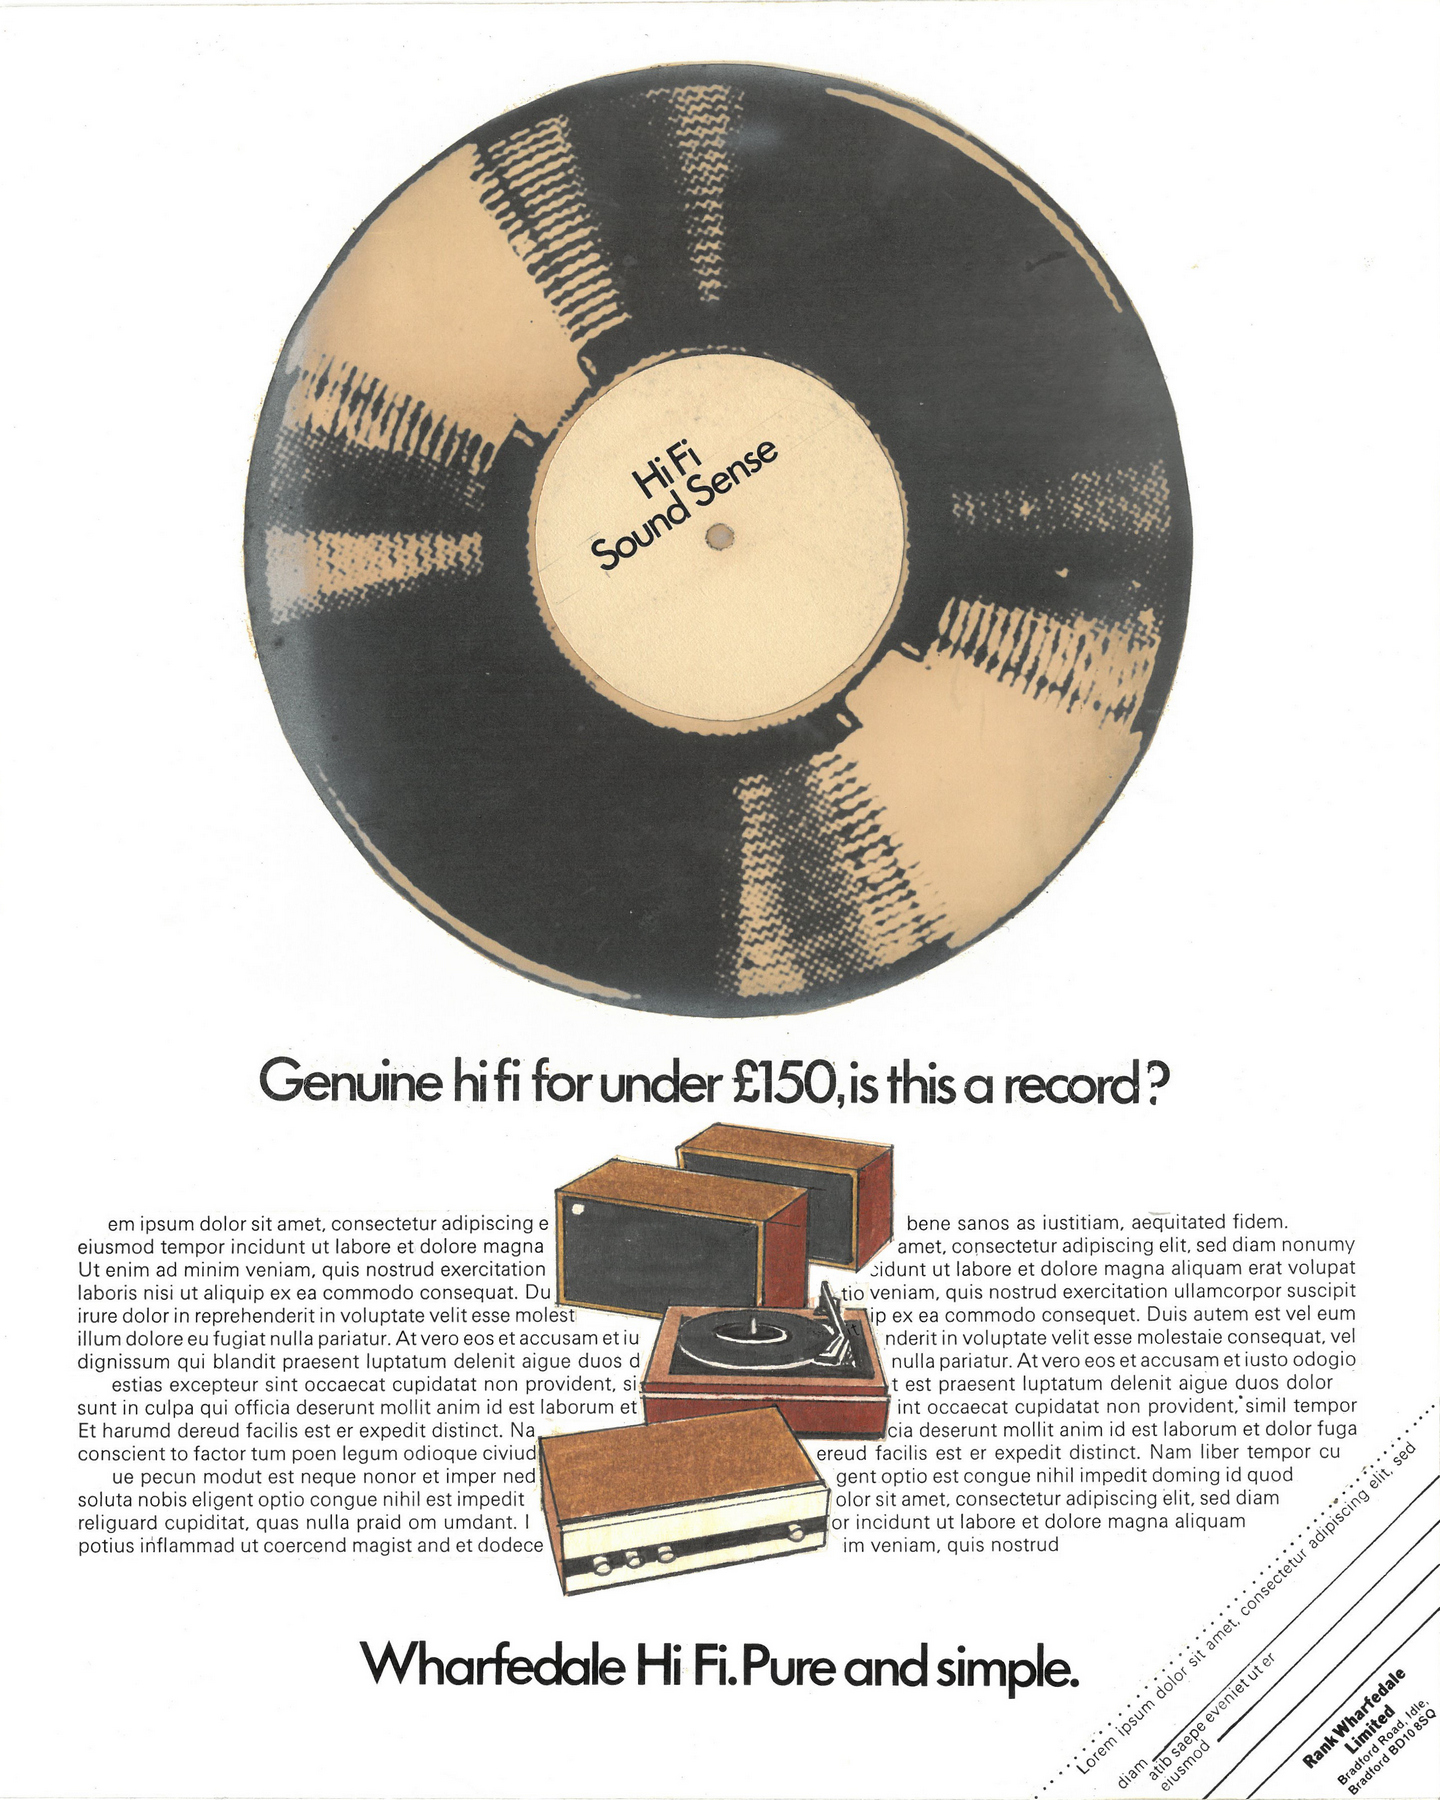 Hi Fi
Sound Sense
Genuine hi fi for under £150, is this a record?
em ipsum dolor sit amet, consectetur adipiscing e
eiusmod tempor incidunt ut labore et dolore magna
Ut enim ad minim veniam, quis nostrud exercitation
laboris nisi ut aliquip ex ea commodo consequat. Du
irure dolor in reprehenderit in voluptate velit esse molest
illum dolore eu fugiat nulla pariatur. At vero eos et accusam et iu
dignissum qui blandit praesent luptatum delenit aigue duos d
estias excepteur sint occaecat cupidatat non provident, si
sunt in culpa qui officia deserunt mollit anim id est laborum et
Et harumd dereud facilis est er expedit distinct. Na
conscient to factor tum poen legum odioque civiud
ue pecun modut est neque nonor et imper ned
soluta nobis eligent optio congue nihil est impedit
religuard cupiditat, quas nulla praid om umdant. I
potius inflammad ut coercend magist and et dodece
bene sanos as iustitiam, aequitated fidem.
amet, consectetur adipiscing elit, sed diam nonumy
cidunt ut labore et dolore magna aliquam erat volupat
tio veniam, quis nostrud exercitation ullamcorpor suscipit
ip ex ea commodo consequet. Duis autem est vel eum
nderit in voluptate velit esse molestaie consequat, vel
nulla pariatur. At vero eos et accusam et iusto odogio
t est praesent luptatum delenit aigue duos dolor
int occaecat cupidatat non provident, simil tempor
cia deserunt mollit anim id est laborum et dolor fuga
ereud facilis est er expedit distinct. Nam liber tempor cu
gent optio est congue nihil impedit doming id quod
olor sit amet, consectetur adipiscing elit, sed diam
or incidunt ut labore et dolore magna aliquam
im veniam, quis nostrud
Wharfedale Hi Fi. Pure and simple.
Lorem ipsum dolor sit amet, consectetur adipiscing elit, sed
diam
atib saepe eveniet ut er
eiusmod
Rank Wharfedale
Limited
Bradford Road, Idle,
Bradford BD10 8SQ